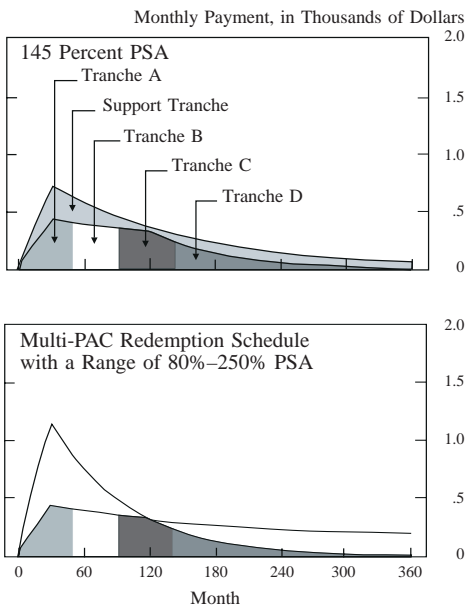 Monthly Payment, in Thousands of Dollars
145 Percent PSA
Tranche A
Support Tranche
Tranche B
Tranche C
Tranche D
2.0
1.5
1.0
.5
0
Multi-PAC Redemption Schedule
with a Range of 80%–250% PSA
2.0
1.5
1.0
.5
0
0 60 120 180 240 300 360
Month